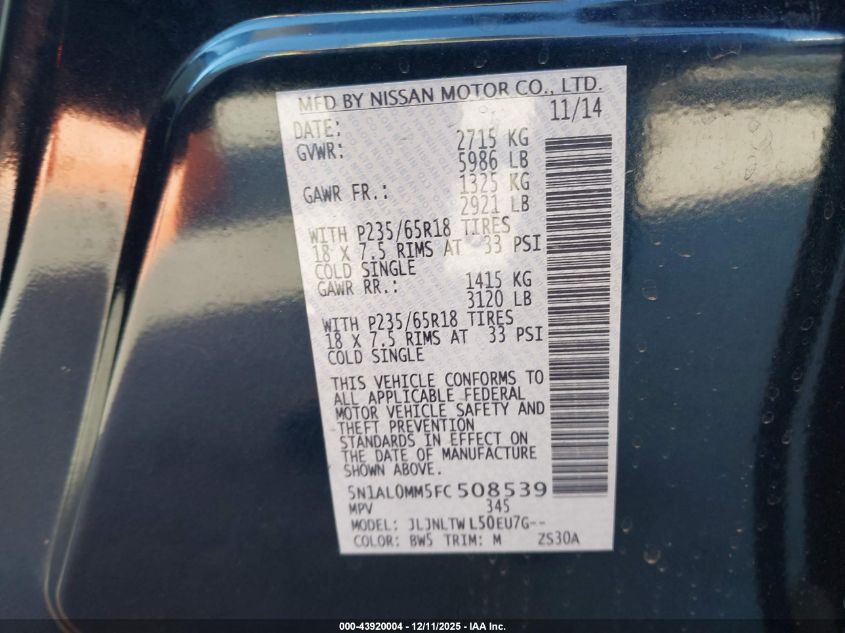 MFD BY NISSAN MOTOR CO., LTD.
DATE: 11/14
GVWR: 2715 KG
5986 LB
GAWR FR.: 1325 KG
2921 LB
WITH P235/65R18 TIRES
18 X 7.5 RIMS AT 33 PSI
COLD SINGLE
GAWR RR.: 1415 KG
3120 LB
WITH P235/65R18 TIRES
18 X 7.5 RIMS AT 33 PSI
COLD SINGLE
THIS VEHICLE CONFORMS TO
ALL APPLICABLE FEDERAL
MOTOR VEHICLE SAFETY AND
THEFT PREVENTION
STANDARDS IN EFFECT ON
THE DATE OF MANUFACTURE
SHOWN ABOVE.
5N1AL0MM5FC508539
MPV 345
MODEL: JLJNLTWL50EU7G--
COLOR: BW5 TRIM: M ZS30A
000-43920004 - 12/11/2025 - IAA Inc.